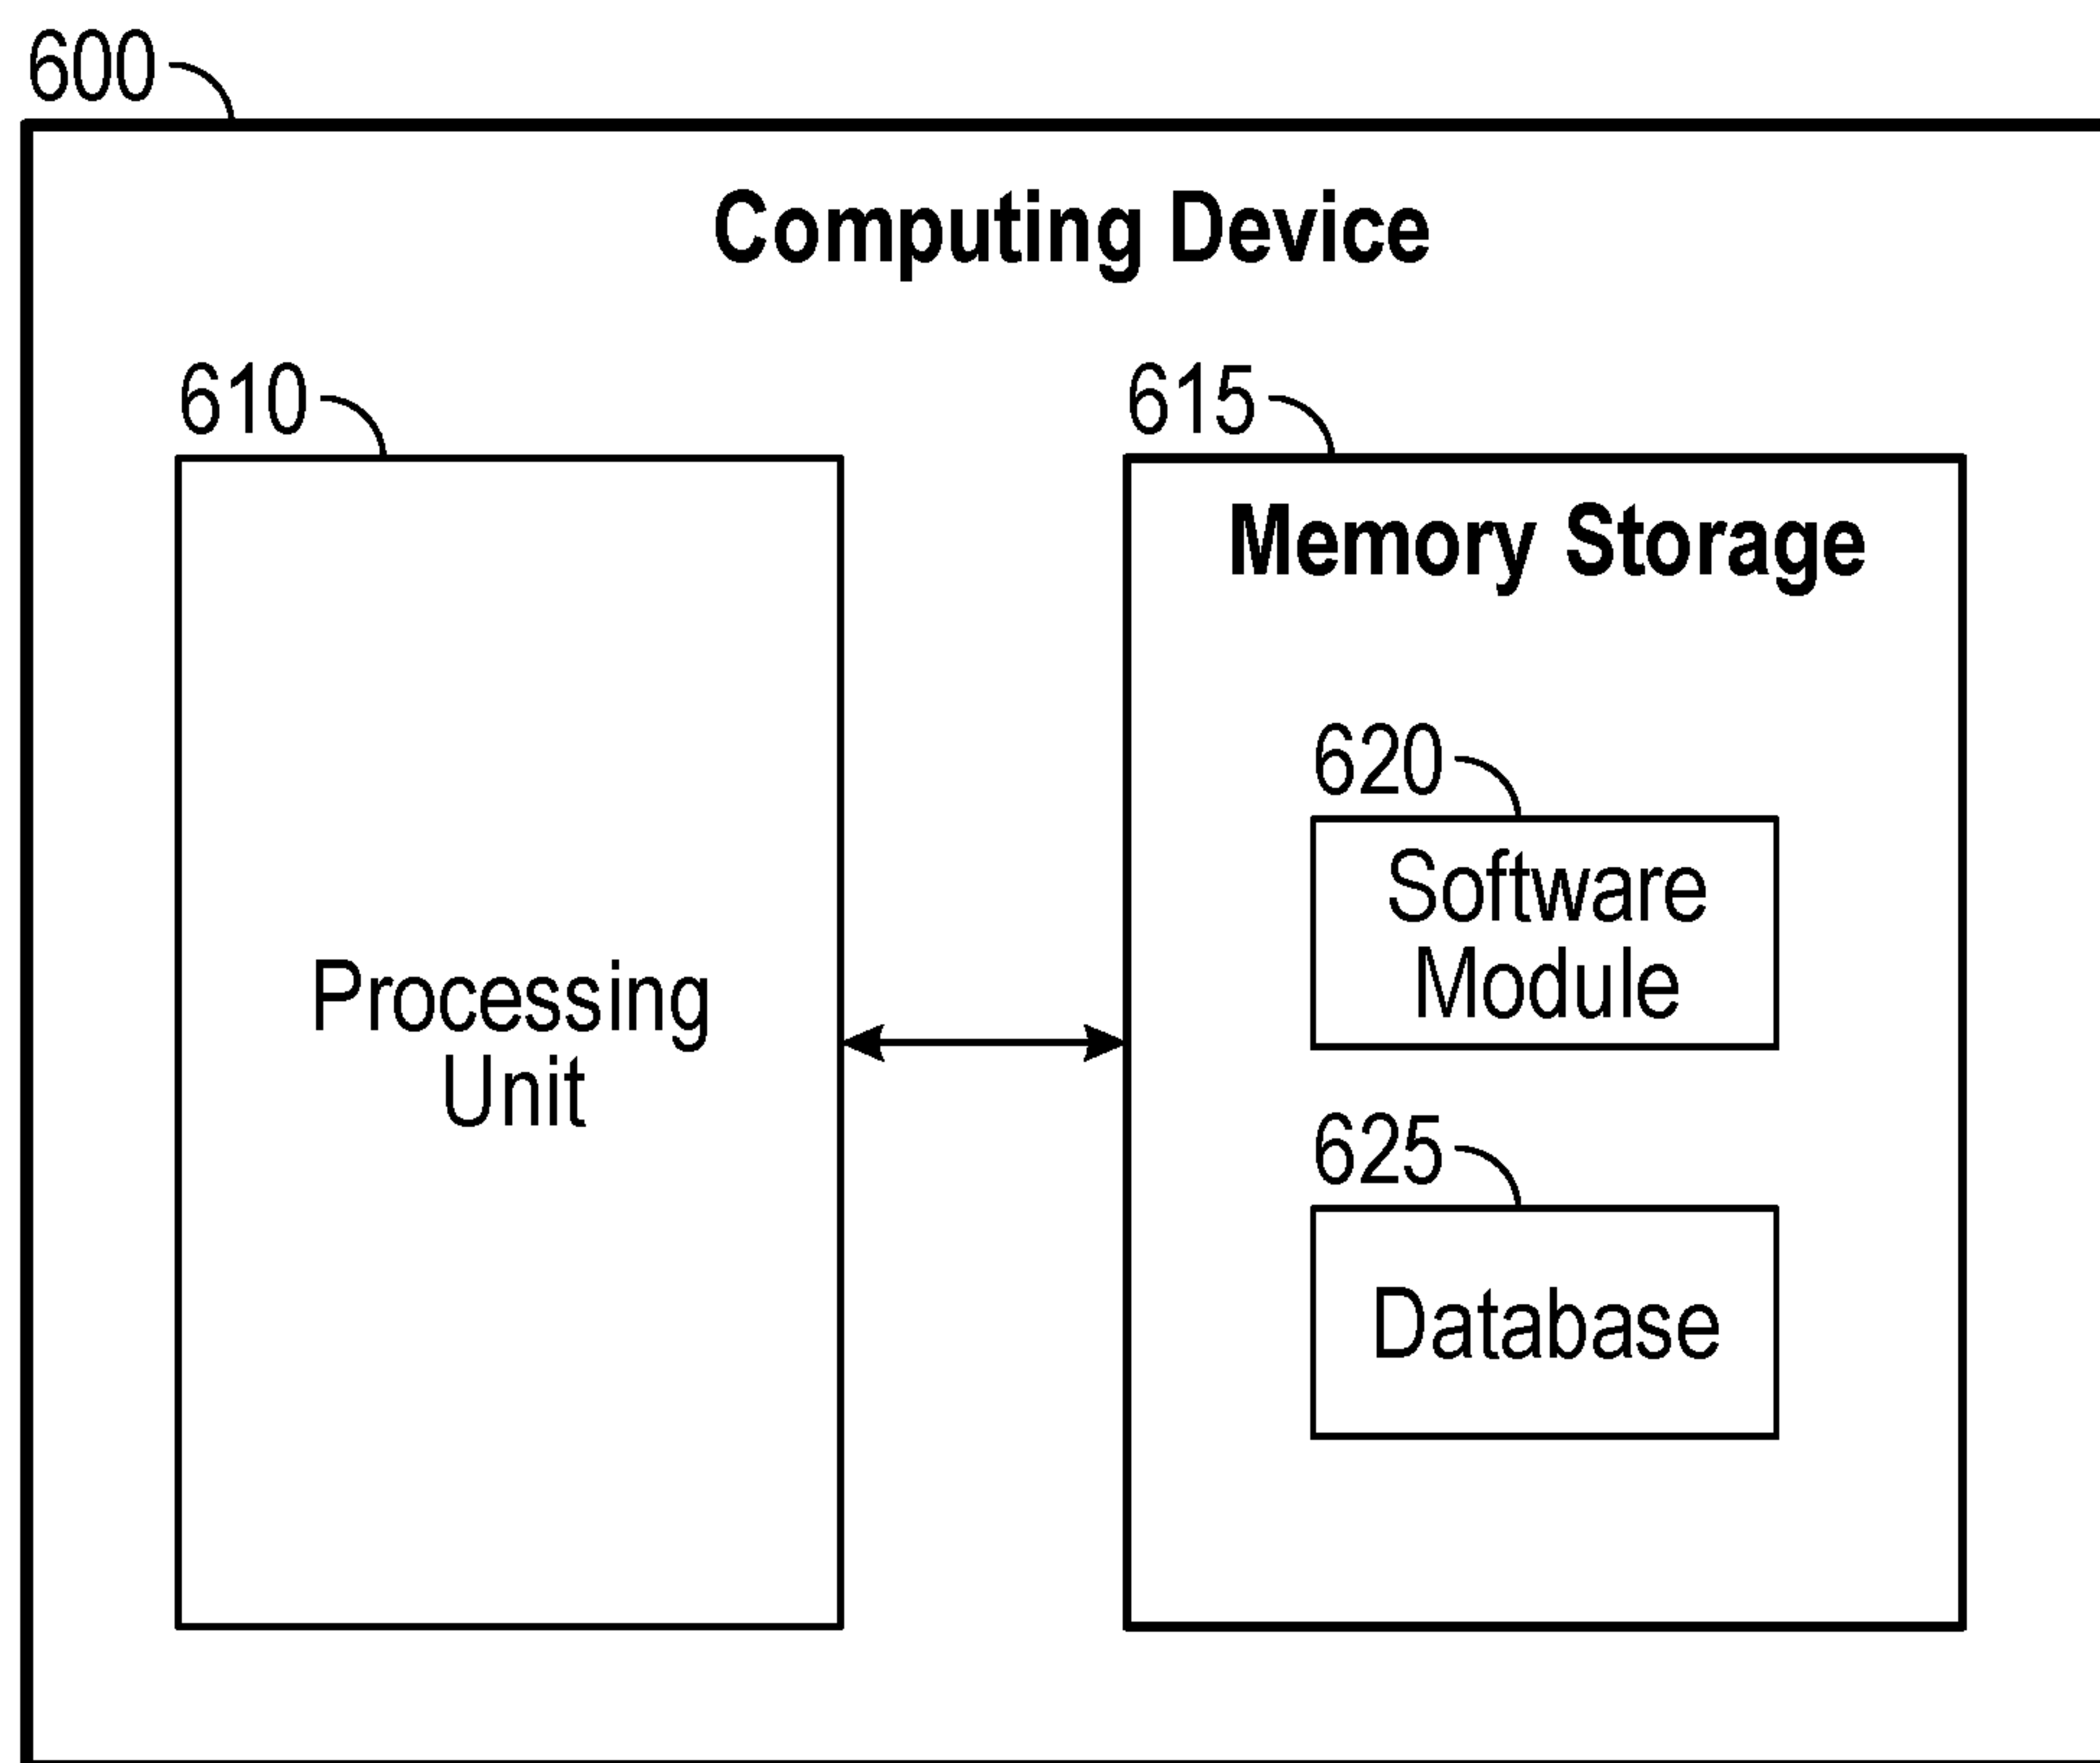 600
Computing Device
610
Processing
Unit
615
Memory Storage
620
Software
Module
625
Database